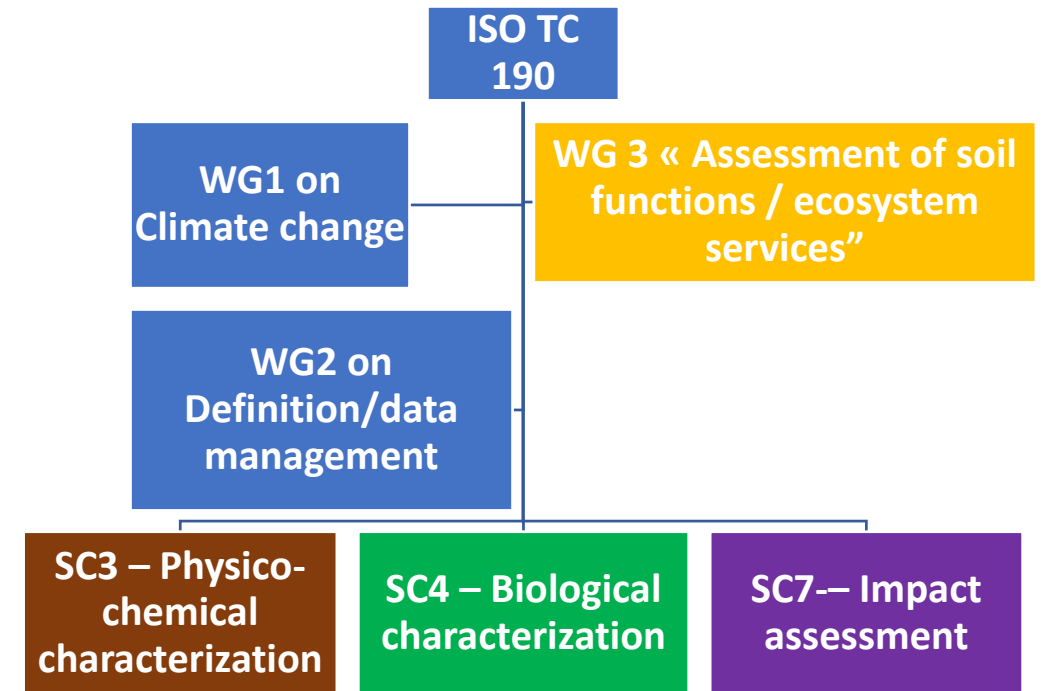 ISO TC
190
WG1 on
Climate change
WG 3 « Assessment of soil
functions / ecosystem
services”
WG2 on
Definition/data
management
SC3 – Physico-
chemical
characterization
SC4 – Biological
characterization
SC7-– Impact
assessment